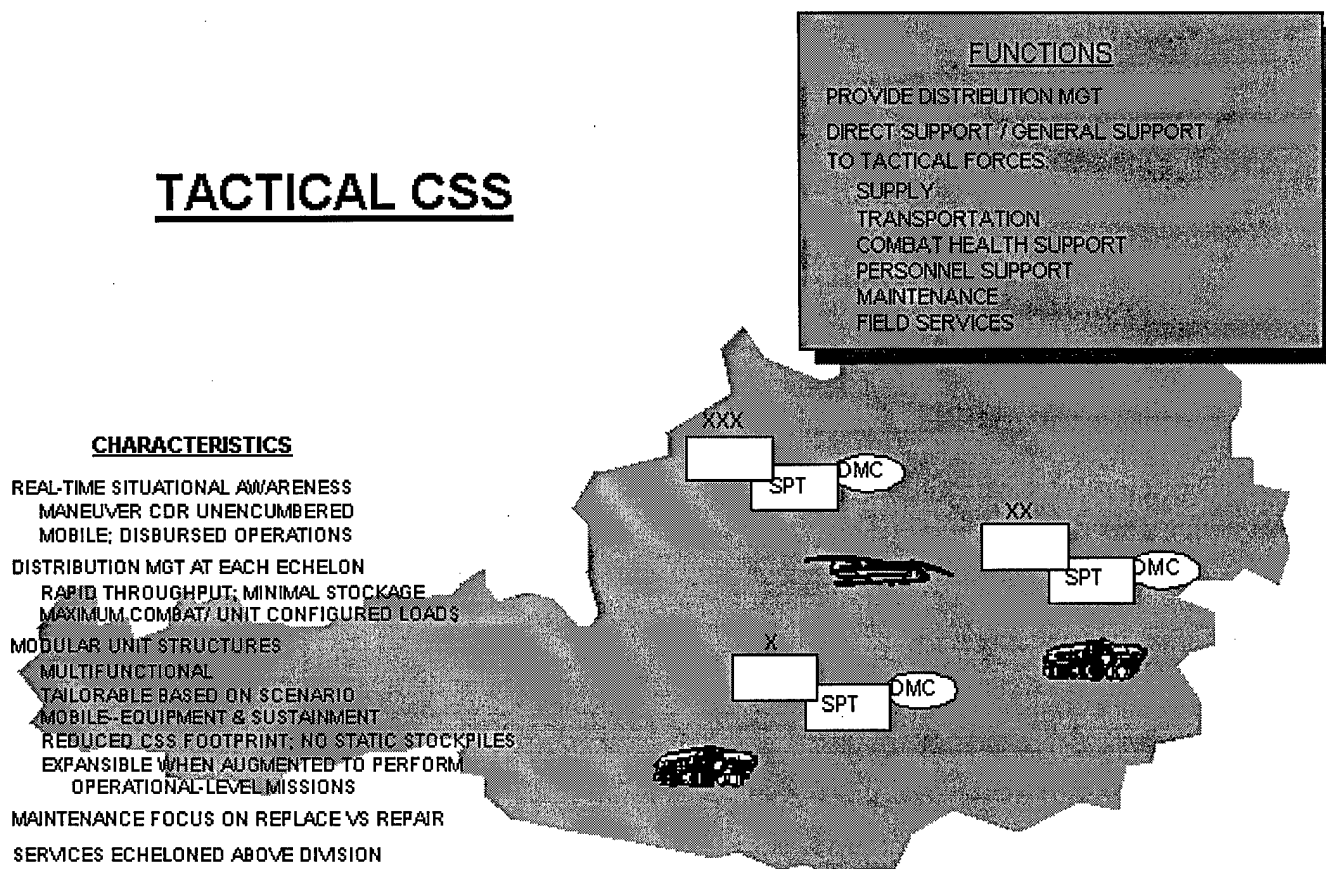 TACTICAL CSS
FUNCTIONS
PROVIDE DISTRIBUTION MGT
DIRECT SUPPORT / GENERAL SUPPORT
TO TACTICAL FORCES:
SUPPLY
TRANSPORTATION
COMBAT HEALTH SUPPORT
PERSONNEL SUPPORT
MAINTENANCE
FIELD SERVICES
CHARACTERISTICS
REAL-TIME SITUATIONAL AWARENESS
MANEUVER CDR UNENCUMBERED
MOBILE; DISBURSED OPERATIONS
DISTRIBUTION MGT AT EACH ECHELON
RAPID THROUGHPUT; MINIMAL STOCKAGE
MAXIMUM COMBAT/ UNIT CONFIGURED LOADS
MODULAR UNIT STRUCTURES
MULTIFUNCTIONAL
TAILORABLE BASED ON SCENARIO
MOBILE--EQUIPMENT & SUSTAINMENT
REDUCED CSS FOOTPRINT; NO STATIC STOCKPILES
EXPANSIBLE WHEN AUGMENTED TO PERFORM
OPERATIONAL-LEVEL MISSIONS
MAINTENANCE FOCUS ON REPLACE VS REPAIR
SERVICES ECHELONED ABOVE DIVISION
XXX
SPT
DMC
XX
SPT
DMC
X
SPT
DMC